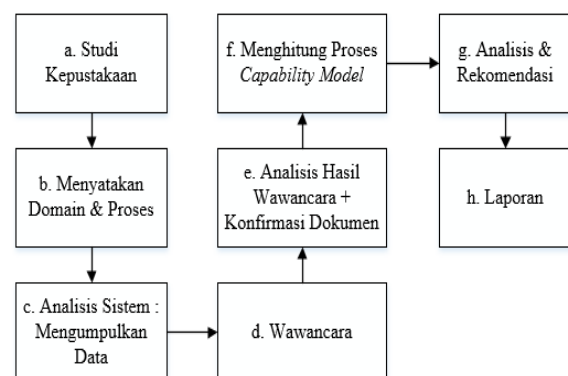 a. Studi
Kepustakaan
b. Menyatakan
Domain & Proses
c. Analisis Sistem :
Mengumpulkan
Data
d. Wawancara
e. Analisis Hasil
Wawancara +
Konfirmasi Dokumen
f. Menghitung Proses
Capability Model
g. Analisis &
Rekomendasi
h. Laporan